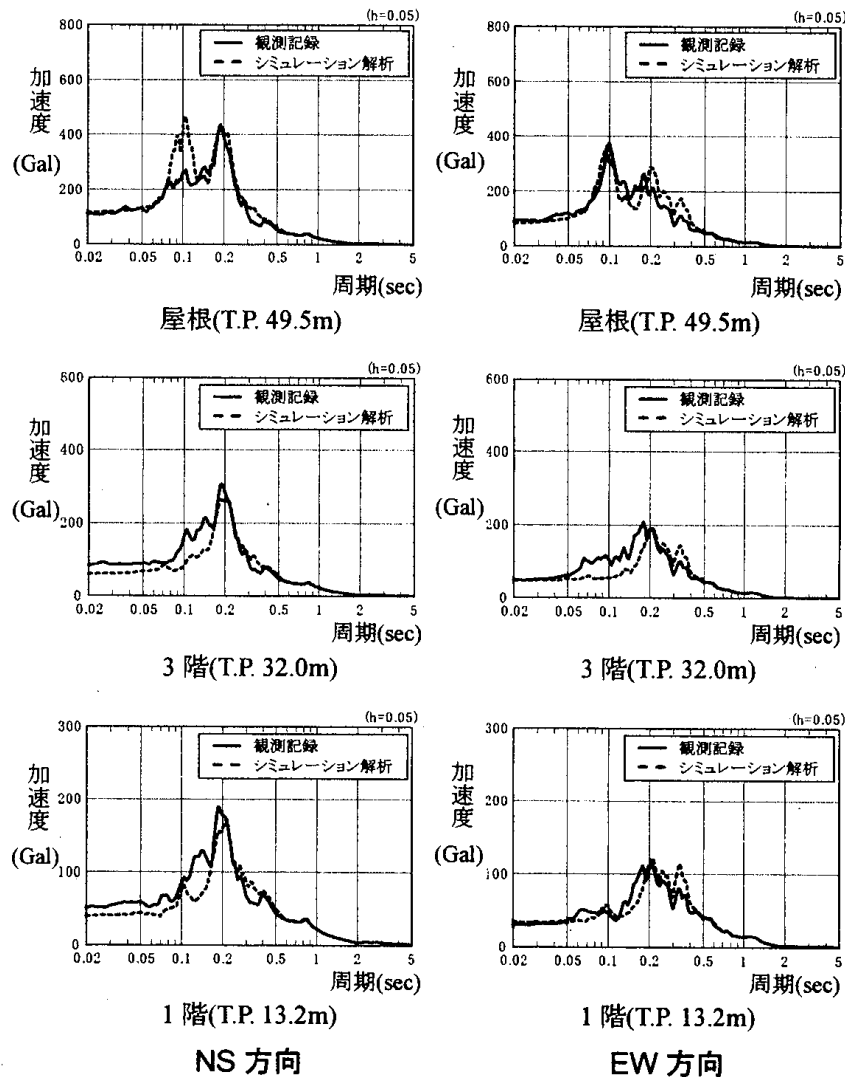 (h=0.05)
800
観測記録
シミュレーション解析
600
加速度
400
(Gal)
200
0
0.02 0.05 0.1 0.2 0.5 1 2 5
周期(sec)
屋根(T.P. 49.5m)
(h=0.05)
800
観測記録
シミュレーション解析
600
加速度
400
(Gal)
200
0
0.02 0.05 0.1 0.2 0.5 1 2 5
周期(sec)
屋根(T.P. 49.5m)
(h=0.05)
600
観測記録
シミュレーション解析
加速度
400
(Gal)
200
0
0.02 0.05 0.1 0.2 0.5 1 2 5
周期(sec)
3 階(T.P. 32.0m)
(h=0.05)
600
観測記録
シミュレーション解析
加速度
400
(Gal)
200
0
0.02 0.05 0.1 0.2 0.5 1 2 5
周期(sec)
3 階(T.P. 32.0m)
(h=0.05)
300
観測記録
シミュレーション解析
加速度
200
(Gal)
100
0
0.02 0.05 0.1 0.2 0.5 1 2 5
周期(sec)
1 階(T.P. 13.2m)
NS 方向
(h=0.05)
300
観測記録
シミュレーション解析
加速度
200
(Gal)
100
0
0.02 0.05 0.1 0.2 0.5 1 2 5
周期(sec)
1 階(T.P. 13.2m)
EW 方向